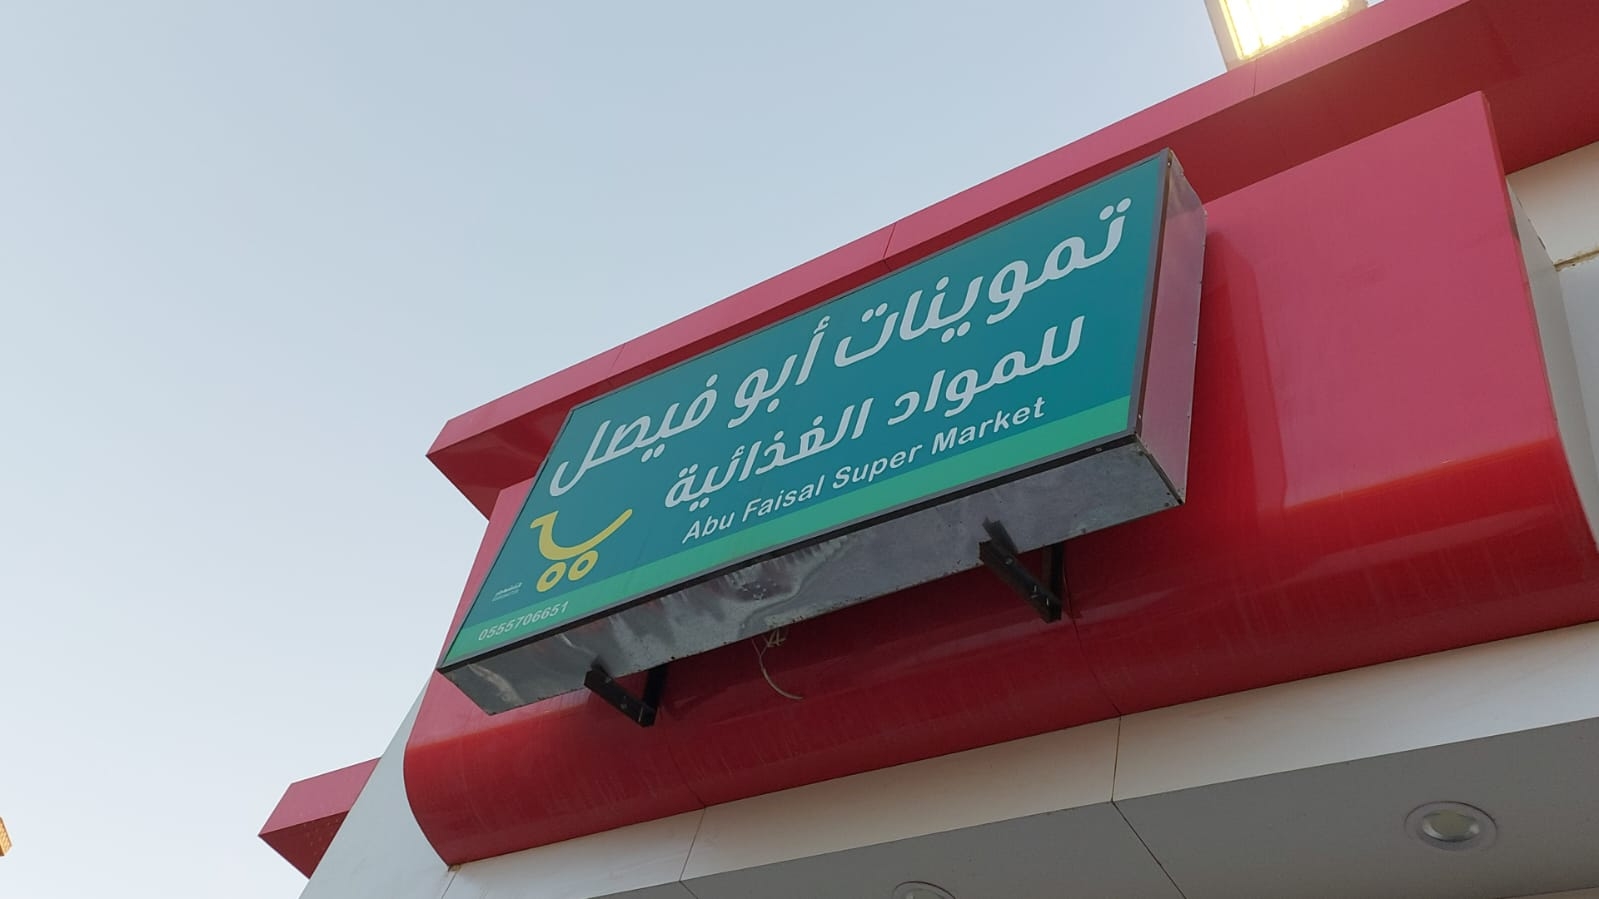 تموينات أبو فيصل
للمواد الغذائية
Abu Faisal Super Market
0555706651